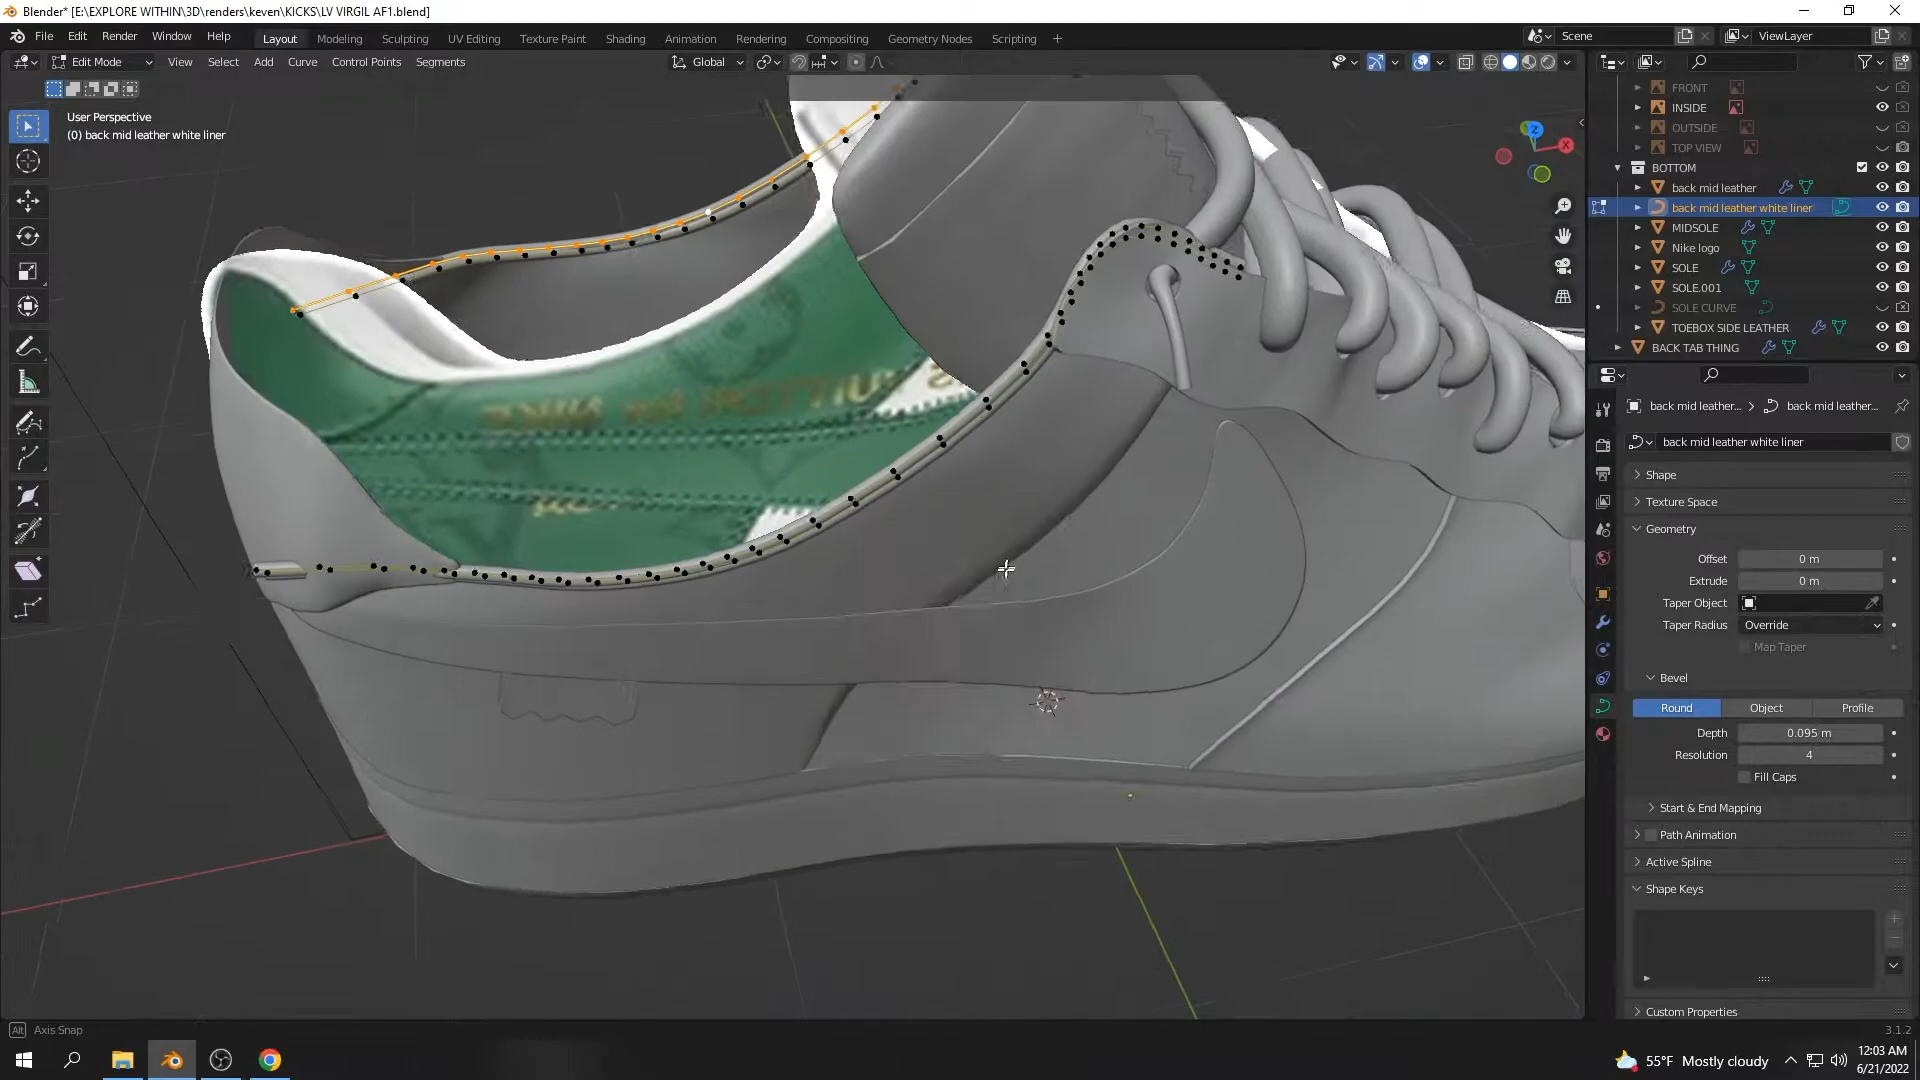 Blender* [E:\EXPLORE WITHIN\3D\renders\keven\KICKS\LV VIRGIL AF1.blend]
File Edit Render Window Help
Layout Modeling Sculpting UV Editing Texture Paint Shading Animation Rendering Compositing Geometry Nodes Scripting +
Scene
ViewLayer
Edit Mode View Select Add Curve Control Points Segments
Global
User Perspective
(0) back mid leather white liner
Z
X
FRONT
INSIDE
OUTSIDE
TOP VIEW
BOTTOM
back mid leather
back mid leather white liner
MIDSOLE
Nike logo
SOLE
SOLE.001
SOLE CURVE
TOEBOX SIDE LEATHER
BACK TAB THING
back mid leather... > back mid leather...
back mid leather white liner
Shape
Texture Space
Geometry
Offset 0 m
Extrude 0 m
Taper Object
Taper Radius Override
Map Taper
Bevel
Round Object Profile
Depth 0.095 m
Resolution 4
Fill Caps
Start & End Mapping
Path Animation
Active Spline
Shape Keys
Custom Properties
Alt Axis Snap
3.1.2
55°F Mostly cloudy
12:03 AM
6/21/2022